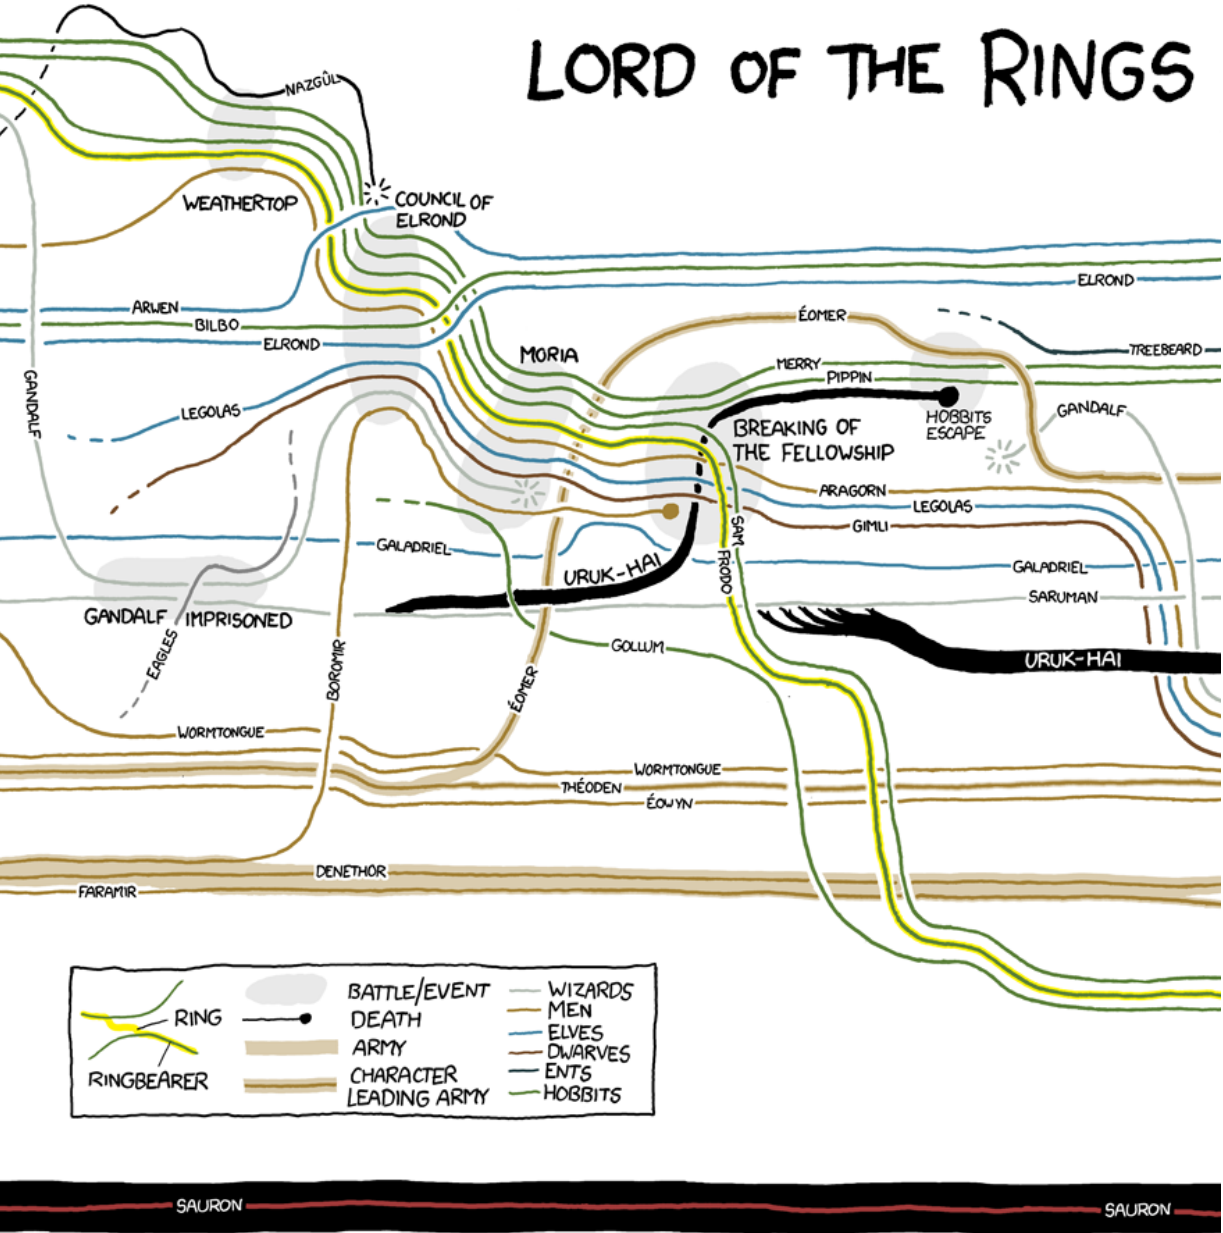 LORD OF THE RINGS
NAZGÛL
WEATHERTOP
COUNCIL OF
ELROND
ARWEN
BILBO
ELROND
ELROND
GANDALF
LEGOLAS
MORIA
ÉOMER
TREEBEARD
MERRY
PIPPIN
HOBBITS
ESCAPE
GANDALF
BREAKING OF
THE FELLOWSHIP
ARAGORN
LEGOLAS
GIMLI
SAM
FRODO
GALADRIEL
GALADRIEL
URUK-HAI
SARUMAN
GANDALF IMPRISONED
EAGLES
BOROMIR
GOLLUM
URUK-HAI
ÉOMER
WORMTONGUE
WORMTONGUE
THÉODEN
ÉOWYN
DENETHOR
FARAMIR
RING
RINGBEARER
BATTLE/EVENT
DEATH
ARMY
CHARACTER
LEADING ARMY
WIZARDS
MEN
ELVES
DWARVES
ENTS
HOBBITS
SAURON
SAURON